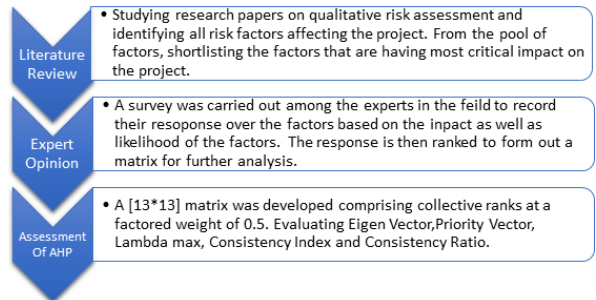 Literature
Review
• Studying research papers on qualitative risk assessment and
identifying all risk factors affecting the project. From the pool of
factors, shortlisting the factors that are having most critical impact on
the project.
Expert
Opinion
• A survey was carried out among the experts in the feild to record
their resoponse over the factors based on the inpact as well as
likelihood of the factors. The response is then ranked to form out a
matrix for further analysis.
Assessment
Of AHP
• A [13*13] matrix was developed comprising collective ranks at a
factored weight of 0.5. Evaluating Eigen Vector,Priority Vector,
Lambda max, Consistency Index and Consistency Ratio.